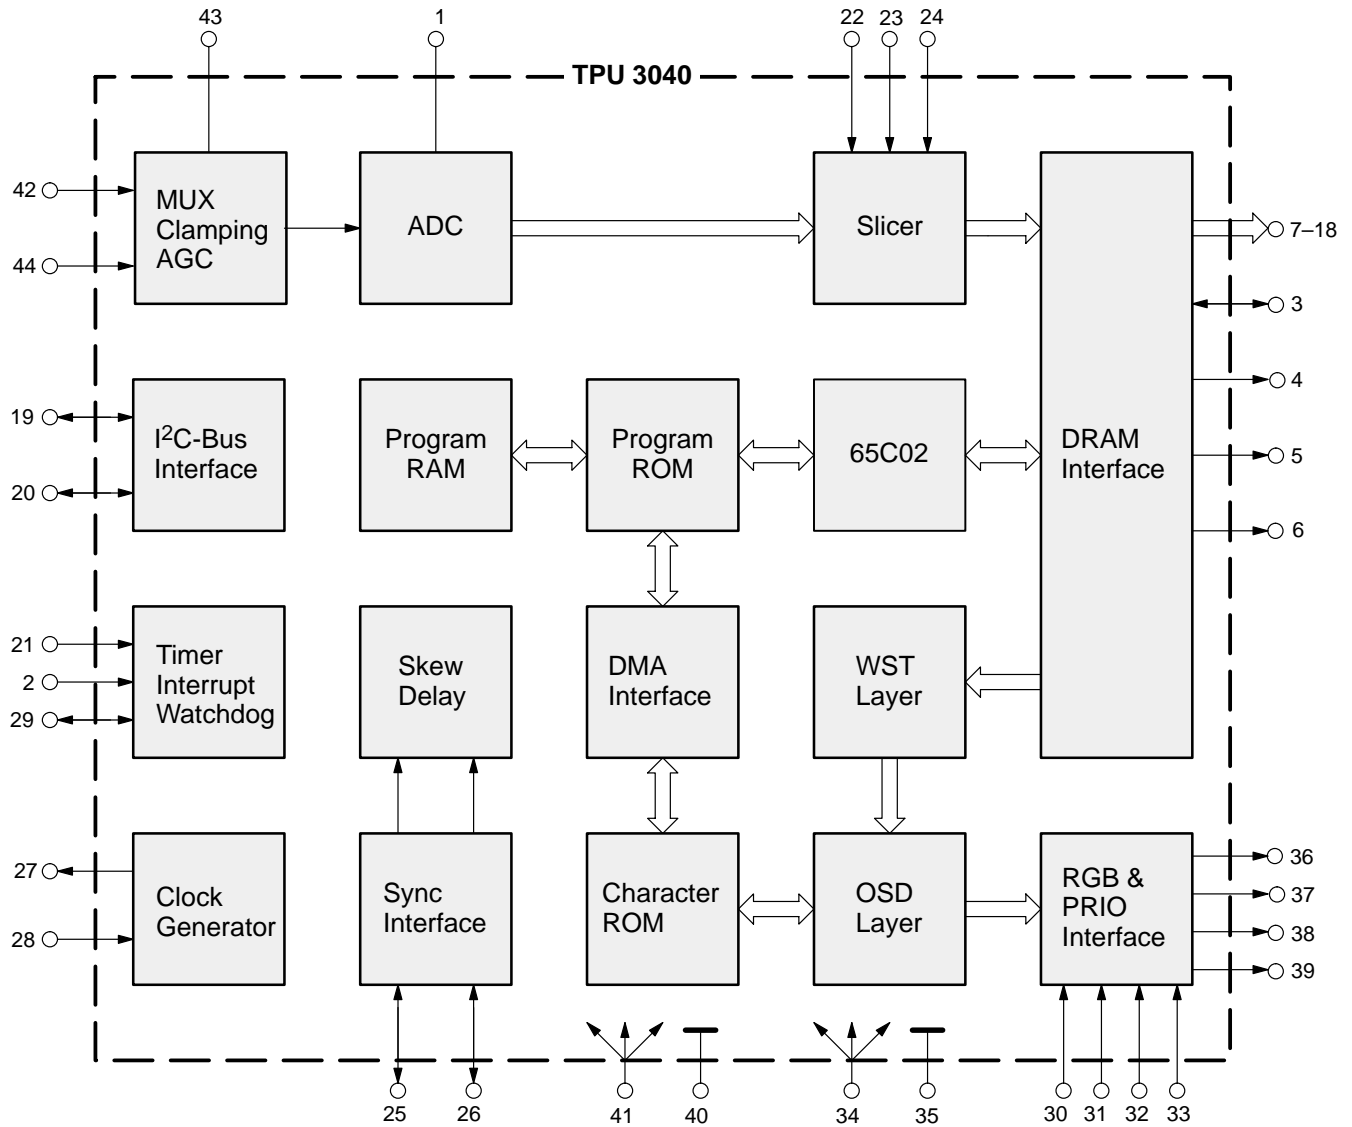 43
1
22
23
24
TPU 3040
42
44
MUX
Clamping
AGC
ADC
Slicer
7–18
3
4
5
6
19
20
I2C-Bus
Interface
Program
RAM
Program
ROM
65C02
DRAM
Interface
21
2
29
Timer
Interrupt
Watchdog
Skew
Delay
DMA
Interface
WST
Layer
27
28
Clock
Generator
Sync
Interface
Character
ROM
OSD
Layer
RGB &
PRIO
Interface
36
37
38
39
25
26
41
40
34
35
30
31
32
33